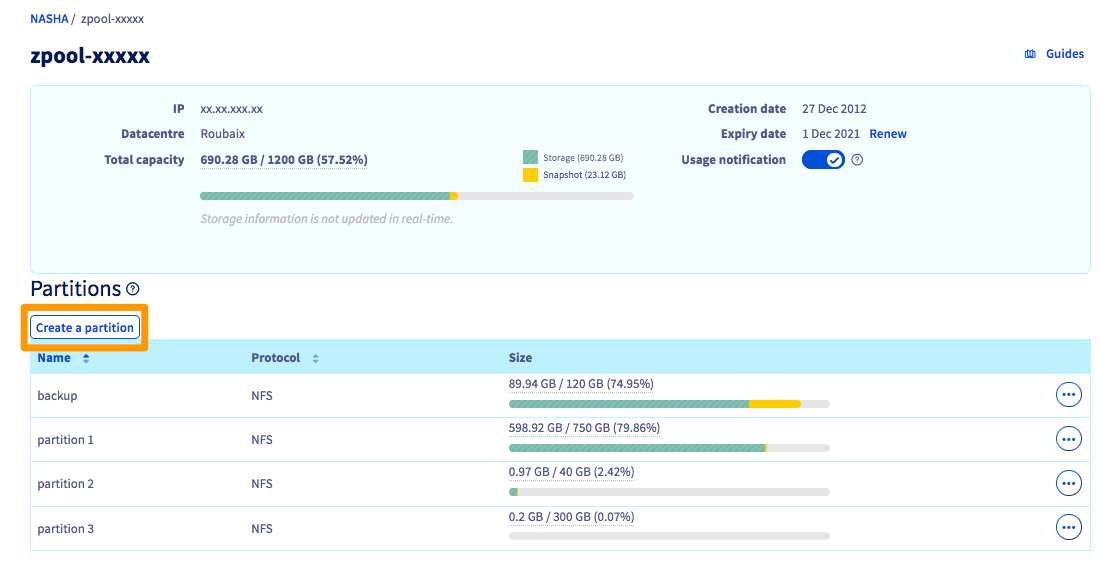 NASHA / zpool-xxxxx
zpool-xxxxx
Guides
IP xx.xx.xxx.xx
Datacentre Roubaix
Total capacity 690.28 GB / 1200 GB (57.52%)
Storage (690.28 GB)
Snapshot (23.12 GB)
Storage information is not updated in real-time.
Creation date 27 Dec 2012
Expiry date 1 Dec 2021 Renew
Usage notification ?
Partitions ?
Create a partition
Name Protocol Size
backup NFS 89.94 GB / 120 GB (74.95%)
partition 1 NFS 598.92 GB / 750 GB (79.86%)
partition 2 NFS 0.97 GB / 40 GB (2.42%)
partition 3 NFS 0.2 GB / 300 GB (0.07%)